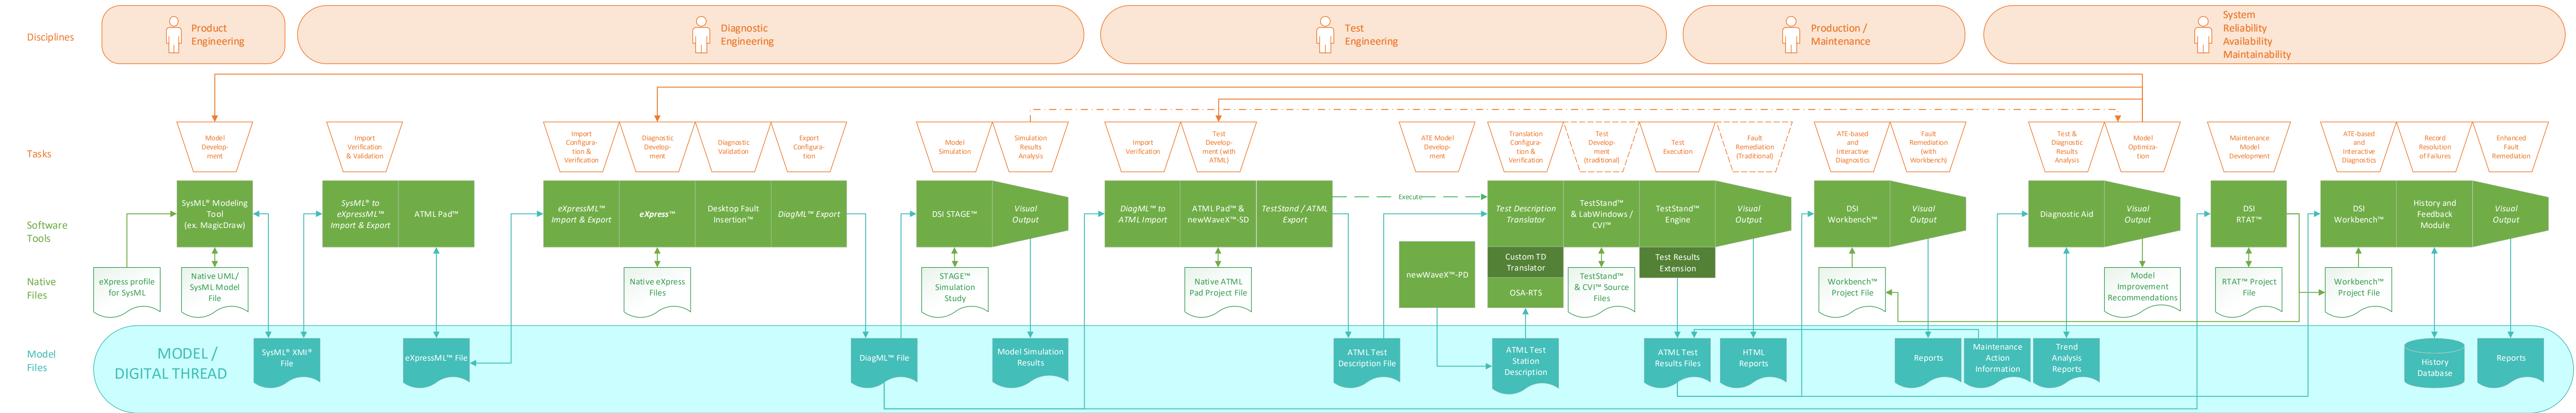 Disciplines
Product
Engineering
Diagnostic
Engineering
Test
Engineering
Production /
Maintenance
System
Reliability
Availability
Maintainability
Tasks
Model
Develop-
ment
Import
Verification
& Validation
Import
Configura-
tion &
Verification
Diagnostic
Develop-
ment
Diagnostic
Validation
Export
Configura-
tion
Model
Simulation
Simulation
Results
Analysis
Import
Verification
Test
Develop-
ment (with
ATML)
ATE Model
Develop-
ment
Translation
Configura-
tion &
Verification
Test
Develop-
ment
(traditional)
Test
Execution
Fault
Remediation
(Traditional)
ATE-based
and
Interactive
Diagnostics
Fault
Remediation
(with
Workbench)
Test &
Diagnostic
Results
Analysis
Model
Optimiza-
tion
Maintenance
Model
Development
ATE-based
and
Interactive
Diagnostics
Record
Resolution
of Failures
Enhanced
Fault
Remediation
Software
Tools
SysML® Modeling
Tool
(ex. MagicDraw)
SysML® to
eXpressML™
Import & Export
ATML Pad™
eXpressML™
Import & Export
eXpress™
Desktop Fault
Insertion™
DiagML™ Export
DSI STAGE™
Visual
Output
DiagML™ to
ATML Import
ATML Pad™ &
newWaveX™-SD
TestStand / ATML
Export
Execute
Test Description
Translator
TestStand™
& LabWindows /
CVI™
TestStand™
Engine
Visual
Output
DSI
Workbench™
Visual
Output
Diagnostic Aid
Visual
Output
DSI
RTAT™
DSI
Workbench™
History and
Feedback
Module
Visual
Output
newWaveX™-PD
Custom TD
Translator
OSA-RTS
Test Results
Extension
Native
Files
eXpress profile
for SysML
Native UML/
SysML Model
File
Native eXpress
Files
STAGE™
Simulation
Study
Native ATML
Pad Project File
TestStand™
& CVI™ Source
Files
Workbench™
Project File
Model
Improvement
Recommendations
RTAT™ Project
File
Workbench™
Project File
Model
Files
MODEL /
DIGITAL THREAD
SysML® XMI®
File
eXpressML™ File
DiagML™ File
Model Simulation
Results
ATML Test
Description File
ATML Test
Station
Description
ATML Test
Results Files
HTML
Reports
Reports
Maintenance
Action
Information
Trend
Analysis
Reports
History
Database
Reports